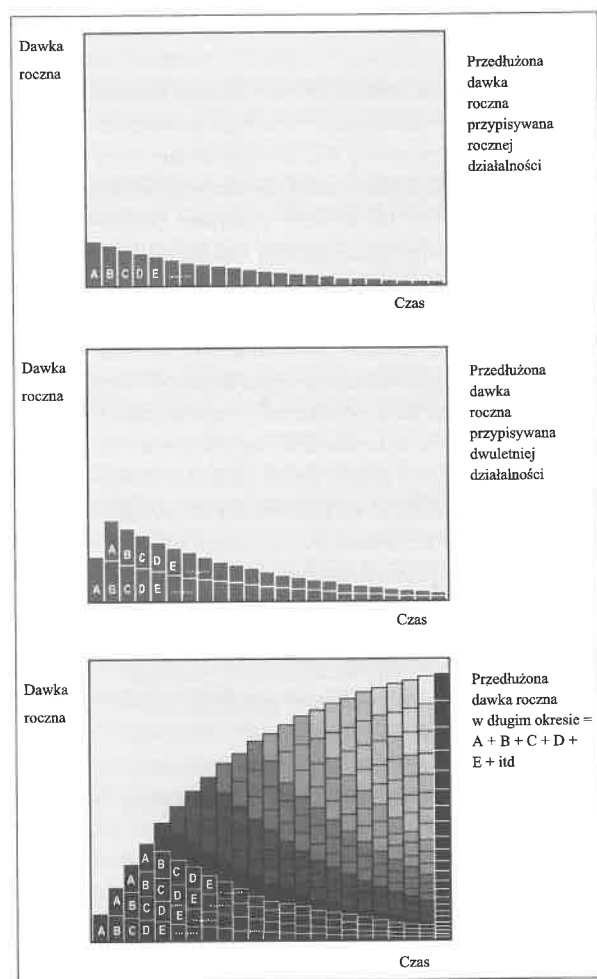 Dawka
roczna
Przedłużona
dawka
roczna
przypisywana
rocznej
działalności
A B C D E ......
Czas
Dawka
roczna
Przedłużona
dawka
roczna
przypisywana
dwuletniej
działalności
A B C D E ......
A B C D E ......
Czas
Dawka
roczna
Przedłużona
dawka roczna
w długim okresie =
A + B + C + D +
E + itd
A B C D E ......
A B C D E ......
A B C D E ......
A B C D E ......
Czas